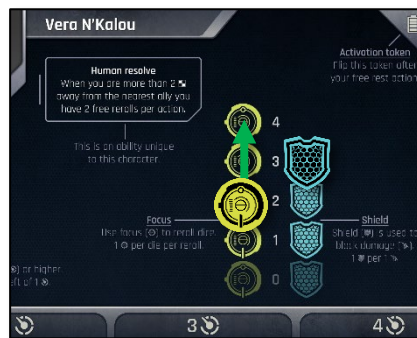 Vera N'Kalou
Activation token
Flip this token after
your free rest action
Human resolve
When you are more than 2
away from the nearest ally you
have 2 free rerolls per action.
This is an ability unique
to this character.
4
3
2
1
0
Focus
Use focus (⊖) to reroll dice.
1 ⊖ per die per reroll.
Shield
Shield () is used to
block damage ().
1 per 1
) or higher
eft of 1
3
4